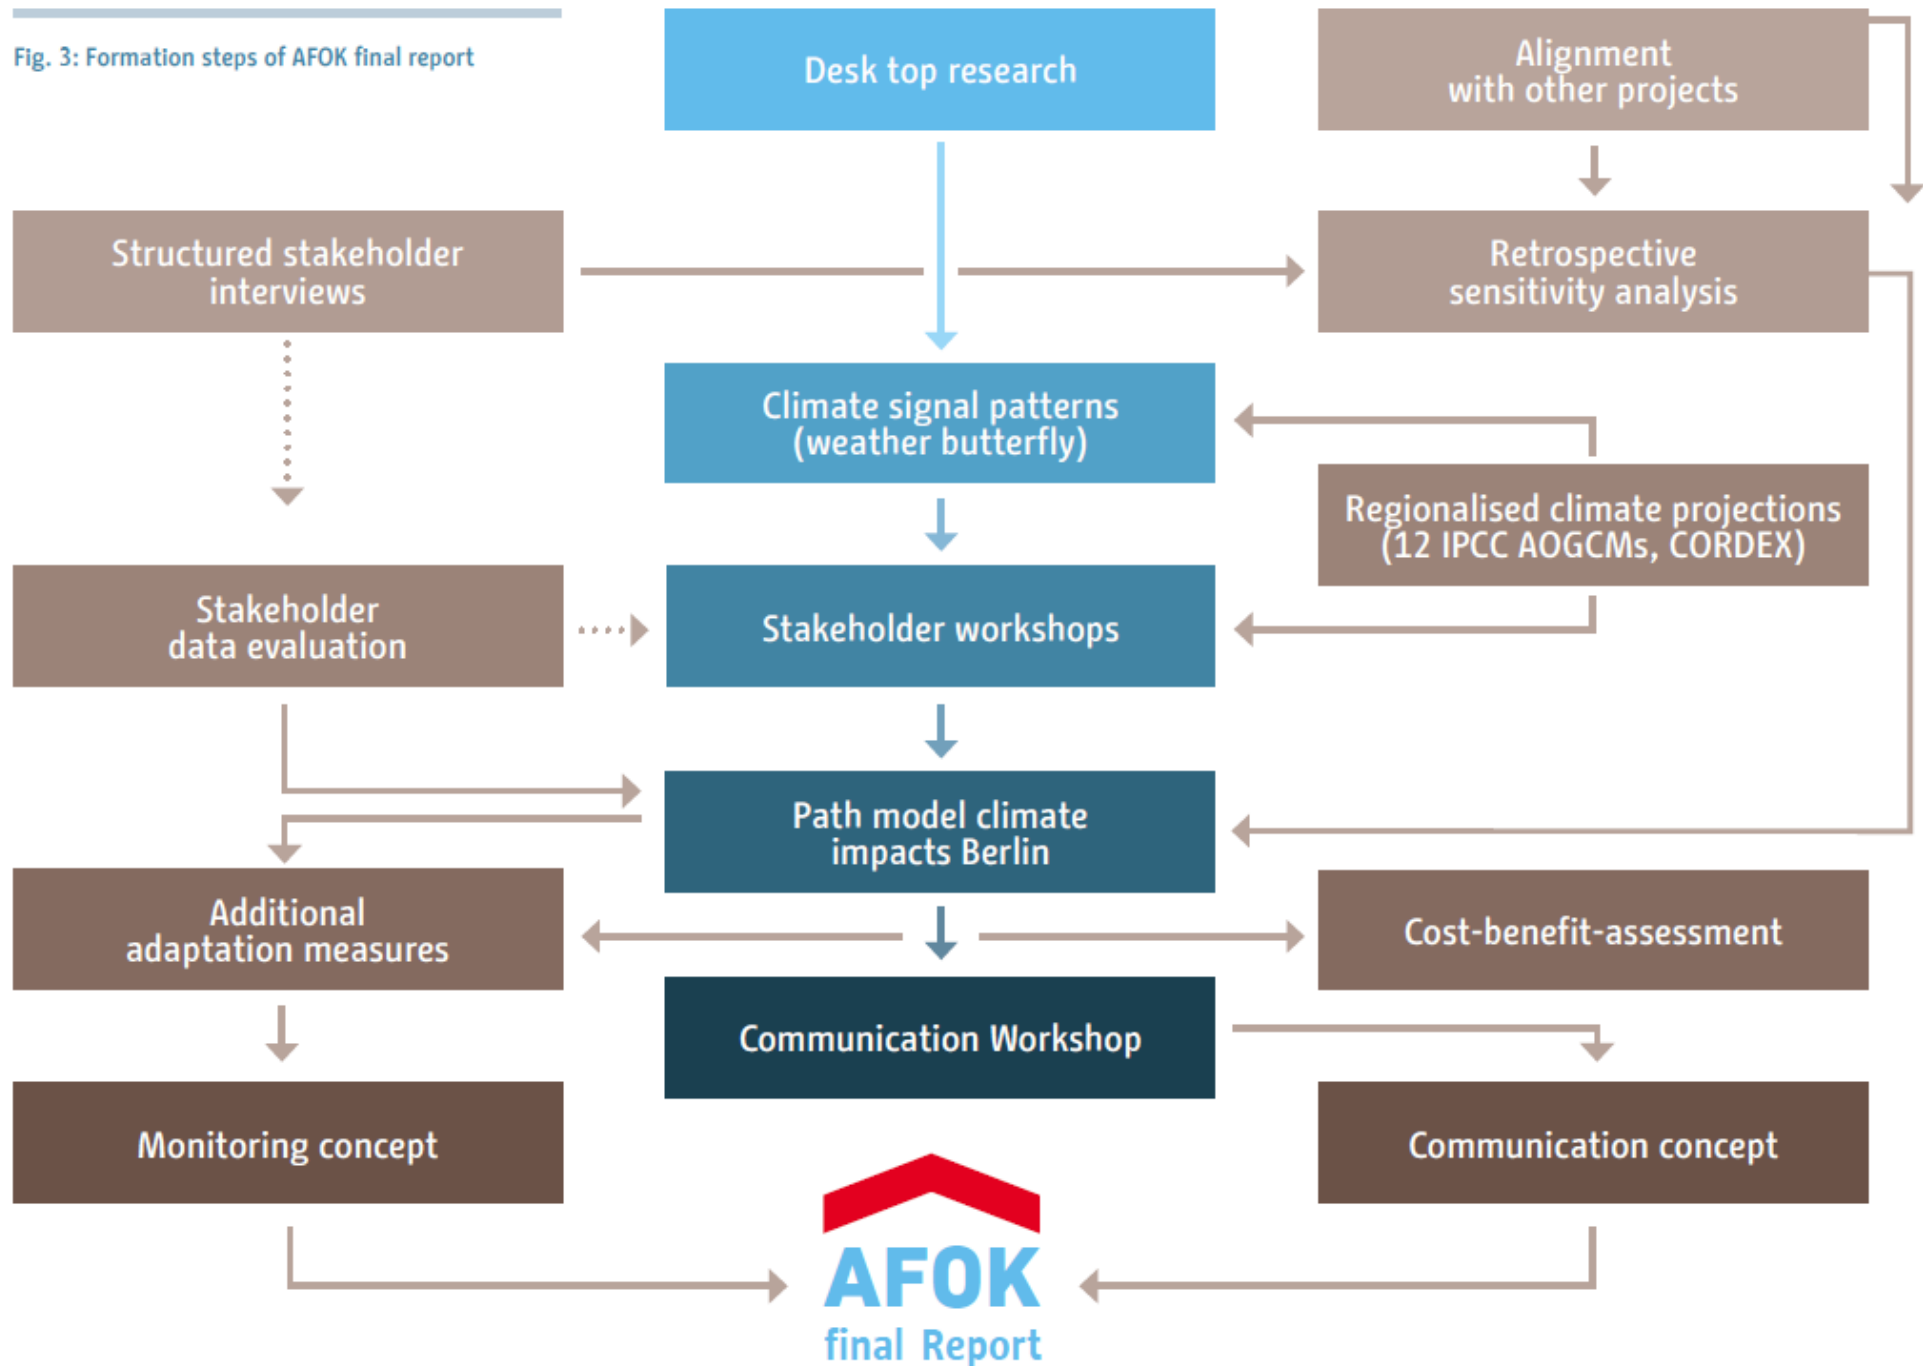 Fig. 3: Formation steps of AFOK final report
Desk top research
Alignment
with other projects
Structured stakeholder
interviews
Retrospective
sensitivity analysis
Climate signal patterns
(weather butterfly)
Regionalised climate projections
(12 IPCC AOGCMs, CORDEX)
Stakeholder
data evaluation
Stakeholder workshops
Path model climate
impacts Berlin
Additional
adaptation measures
Cost-benefit-assessment
Communication Workshop
Monitoring concept
Communication concept
AFOK
final Report